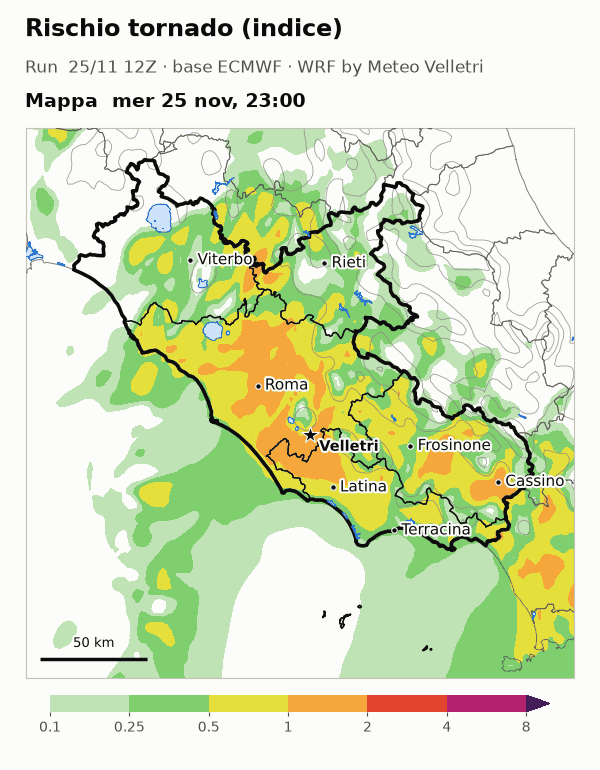 Rischio tornado (indice)
Run  25/11 12Z · base ECMWF · WRF by Meteo Velletri
Mappa  mer 25 nov, 23:00
Viterbo
Rieti
Roma
Velletri
Frosinone
Cassino
Latina
Terracina
50 km
0.1 0.25 0.5 1 2 4 8